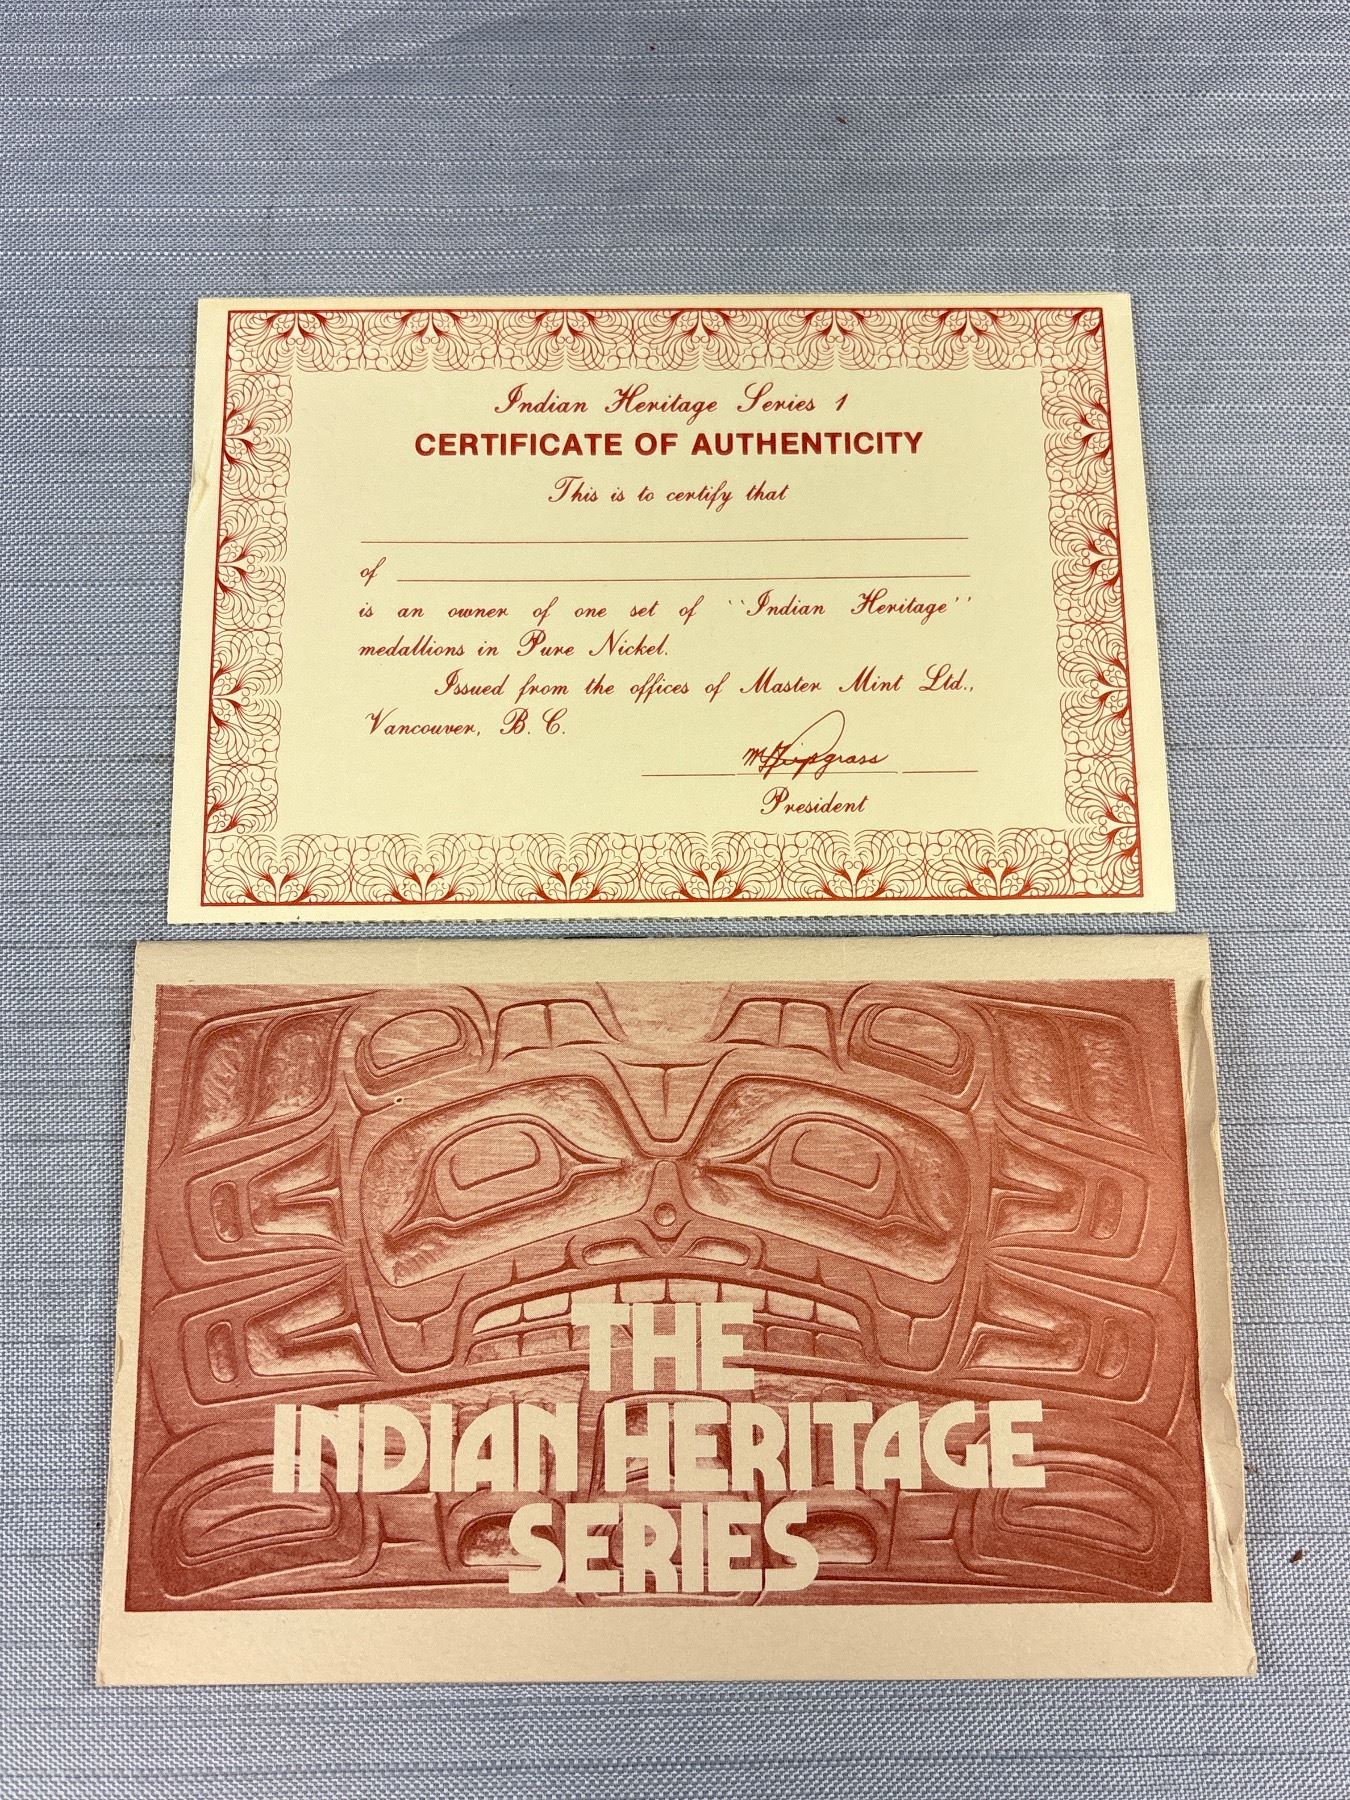 Indian Heritage Series 1
CERTIFICATE OF AUTHENTICITY
This is to certify that
of
is an owner of one set of ``Indian Heritage''
medallions in Pure Nickel.
Issued from the offices of Master Mint Ltd.,
Vancouver, B. C.
President
THE
INDIAN HERITAGE
SERIES